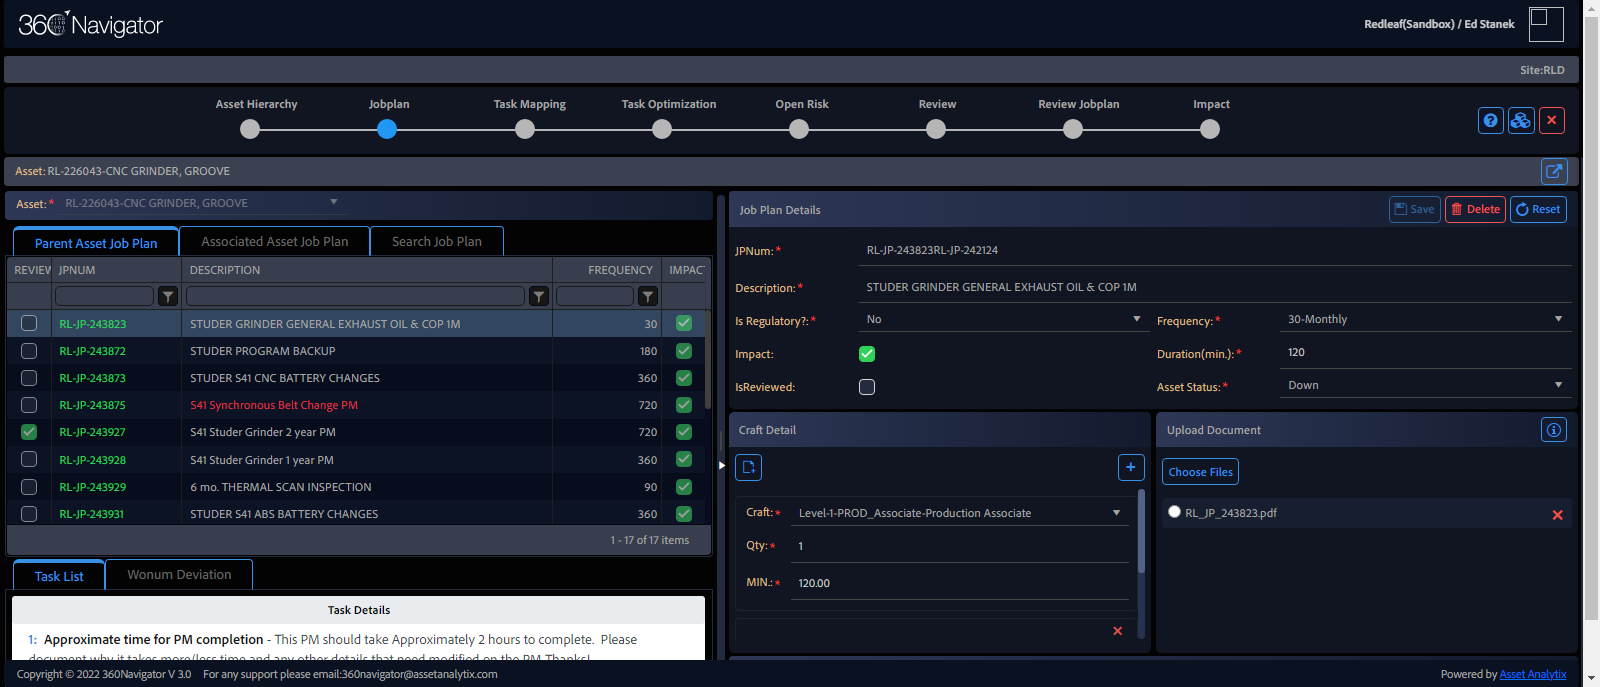 360 Navigator
Redleaf(Sandbox) / Ed Stanek
Site:RLD
Asset Hierarchy
Jobplan
Task Mapping
Task Optimization
Open Risk
Review
Review Jobplan
Impact
Asset: RL-226043-CNC GRINDER, GROOVE
Asset:* RL-226043-CNC GRINDER, GROOVE
Parent Asset Job Plan
Associated Asset Job Plan
Search Job Plan
REVIEW JPNUM DESCRIPTION FREQUENCY IMPACT
RL-JP-243823 STUDER GRINDER GENERAL EXHAUST OIL & COP 1M 30
RL-JP-243872 STUDER PROGRAM BACKUP 180
RL-JP-243873 STUDER S41 CNC BATTERY CHANGES 360
RL-JP-243875 S41 Synchronous Belt Change PM 720
RL-JP-243927 S41 Studer Grinder 2 year PM 720
RL-JP-243928 S41 Studer Grinder 1 year PM 360
RL-JP-243929 6 mo. THERMAL SCAN INSPECTION 90
RL-JP-243931 STUDER S41 ABS BATTERY CHANGES 360
1 - 17 of 17 items
Task List
Wonum Deviation
Task Details
1: Approximate time for PM completion - This PM should take Approximately 2 hours to complete. Please
document why it takes more/less time and any other details that need modified on the PM.Thanks!
Job Plan Details
Save
Delete
Reset
JPNum:* RL-JP-243823RL-JP-242124
Description:* STUDER GRINDER GENERAL EXHAUST OIL & COP 1M
Is Regulatory?:* No
Frequency:* 30-Monthly
Impact:
Duration(min.):* 120
IsReviewed:
Asset Status:* Down
Craft Detail
Craft:* Level-1-PROD_Associate-Production Associate
Qty:* 1
MIN.:* 120.00
Upload Document
Choose Files
RL_JP_243823.pdf
Copyright © 2022 360Navigator V 3.0 For any support please email:360navigator@assetanalytix.com
Powered by Asset Analytix